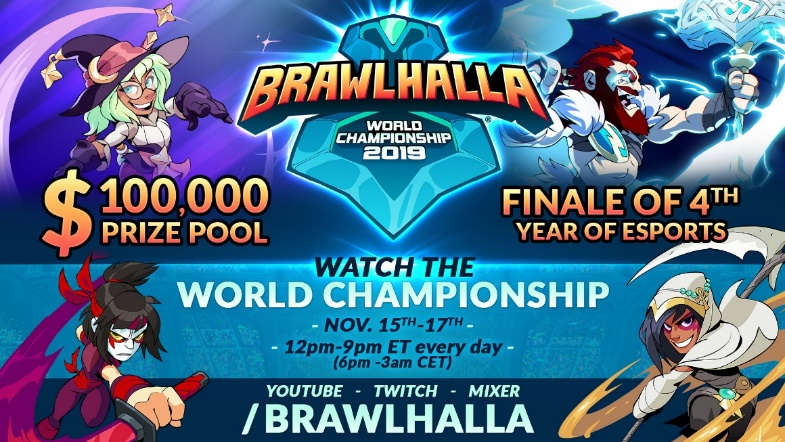 BRAWLHALLA
®
WORLD
CHAMPIONSHIP
2019
$100,000
PRIZE POOL
FINALE OF 4TH
YEAR OF ESPORTS
WATCH THE
WORLD CHAMPIONSHIP
- NOV. 15TH-17TH -
- 12pm-9pm ET every day -
(6pm -3am CET)
YOUTUBE - TWITCH - MIXER
/BRAWLHALLA